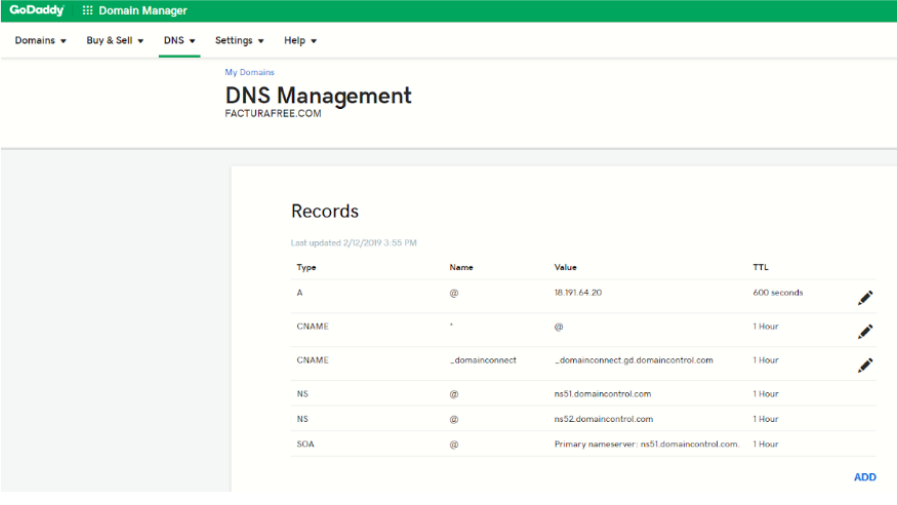 GoDaddy Domain Manager
Domains Buy & Sell DNS Settings Help
My Domains
DNS Management
FACTURAFREE.COM
Records
Last updated 2/12/2019 3:55 PM
Type Name Value TTL
A @ 18.191.64.20 600 seconds
CNAME * @ 1 Hour
CNAME _domainconnect _domainconnect.gd.domaincontrol.com 1 Hour
NS @ ns51.domaincontrol.com 1 Hour
NS @ ns52.domaincontrol.com 1 Hour
SOA @ Primary nameserver: ns51.domaincontrol.com. 1 Hour
ADD